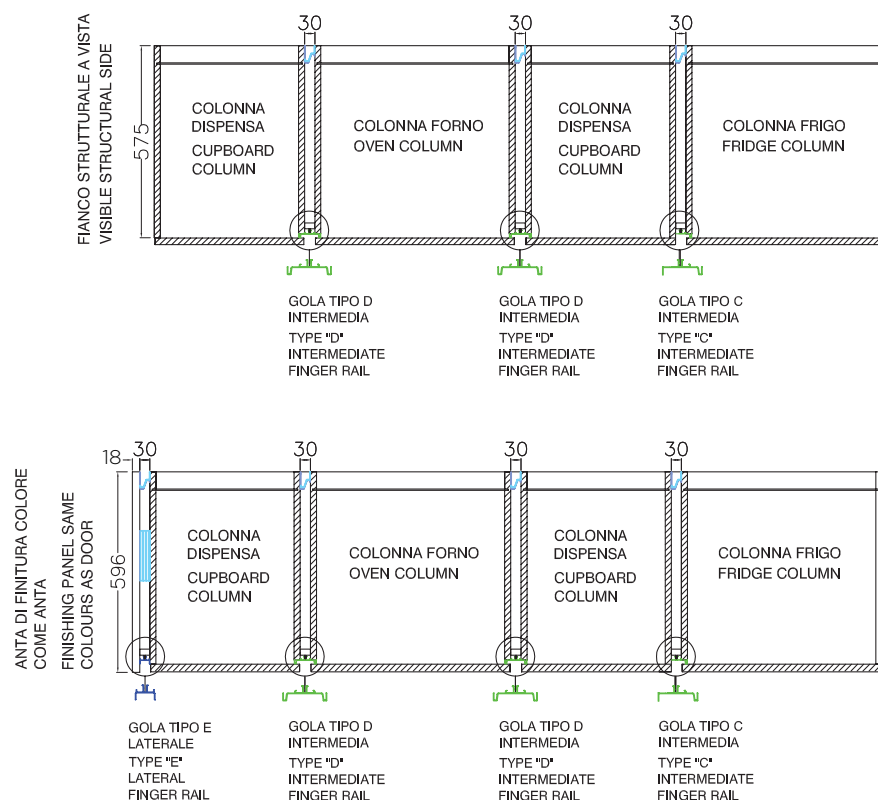 30
30
30
FIANCO STRUTTURALE A VISTA
VISIBLE STRUCTURAL SIDE
575
COLONNA
DISPENSA
CUPBOARD
COLUMN
COLONNA FORNO
OVEN COLUMN
COLONNA
DISPENSA
CUPBOARD
COLUMN
COLONNA FRIGO
FRIDGE COLUMN
GOLA TIPO D
INTERMEDIA
TYPE "D"
INTERMEDIATE
FINGER RAIL
GOLA TIPO D
INTERMEDIA
TYPE "D"
INTERMEDIATE
FINGER RAIL
GOLA TIPO C
INTERMEDIA
TYPE "C"
INTERMEDIATE
FINGER RAIL
18
30
30
30
30
ANTA DI FINITURA COLORE
COME ANTA
FINISHING PANEL SAME
COLOURS AS DOOR
596
COLONNA
DISPENSA
CUPBOARD
COLUMN
COLONNA FORNO
OVEN COLUMN
COLONNA
DISPENSA
CUPBOARD
COLUMN
COLONNA FRIGO
FRIDGE COLUMN
GOLA TIPO E
LATERALE
TYPE "E"
LATERAL
FINGER RAIL
GOLA TIPO D
INTERMEDIA
TYPE "D"
INTERMEDIATE
FINGER RAIL
GOLA TIPO D
INTERMEDIA
TYPE "D"
INTERMEDIATE
FINGER RAIL
GOLA TIPO C
INTERMEDIA
TYPE "C"
INTERMEDIATE
FINGER RAIL